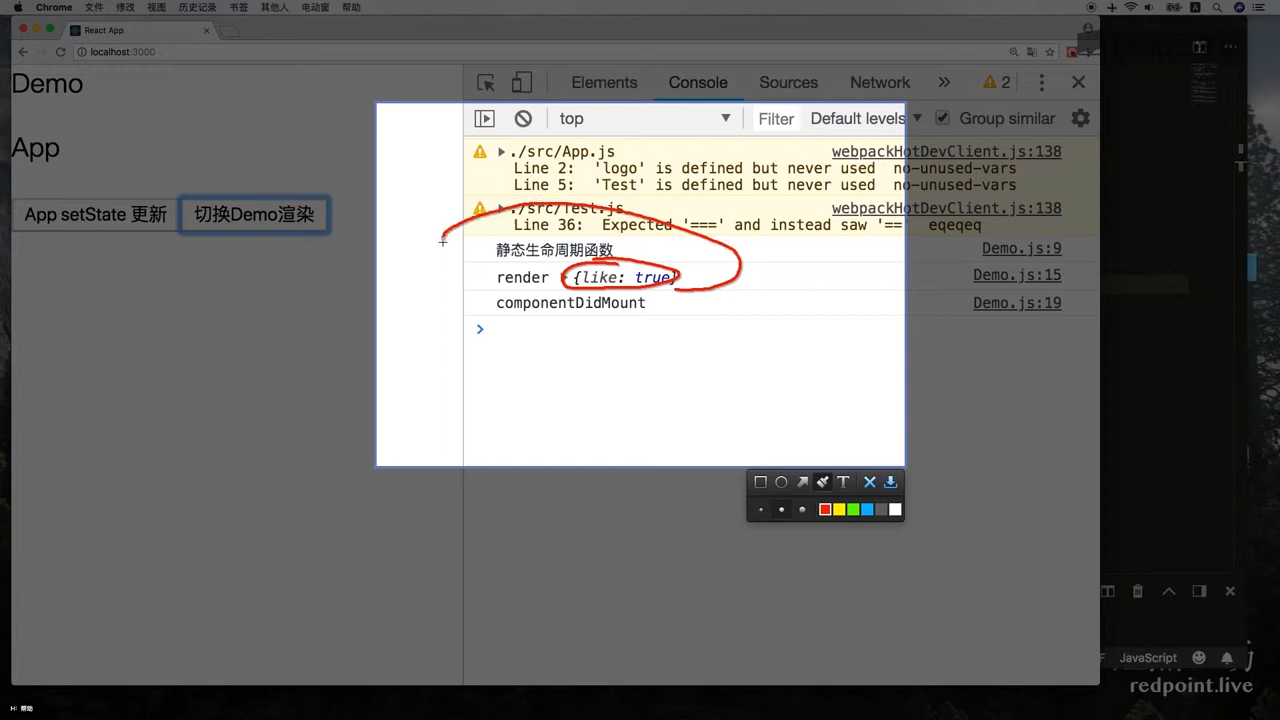 Chrome 文件 修改 视图 历史记录 书签 其他人 电动窗 帮助
React App
localhost:3000
Demo
App
App setState 更新 切换Demo渲染
Elements Console Sources Network 2
top Filter Default levels Group similar
./src/App.js webpackHotDevClient.js:138
Line 2: 'logo' is defined but never used no-unused-vars
Line 5: 'Test' is defined but never used no-unused-vars
./src/Test.js webpackHotDevClient.js:138
Line 36: Expected '===' and instead saw '== eqeqeq
静态生命周期函数 Demo.js:9
render {like: true} Demo.js:15
componentDidMount Demo.js:19
T
JavaScript
redpoint.live
H: 帮助